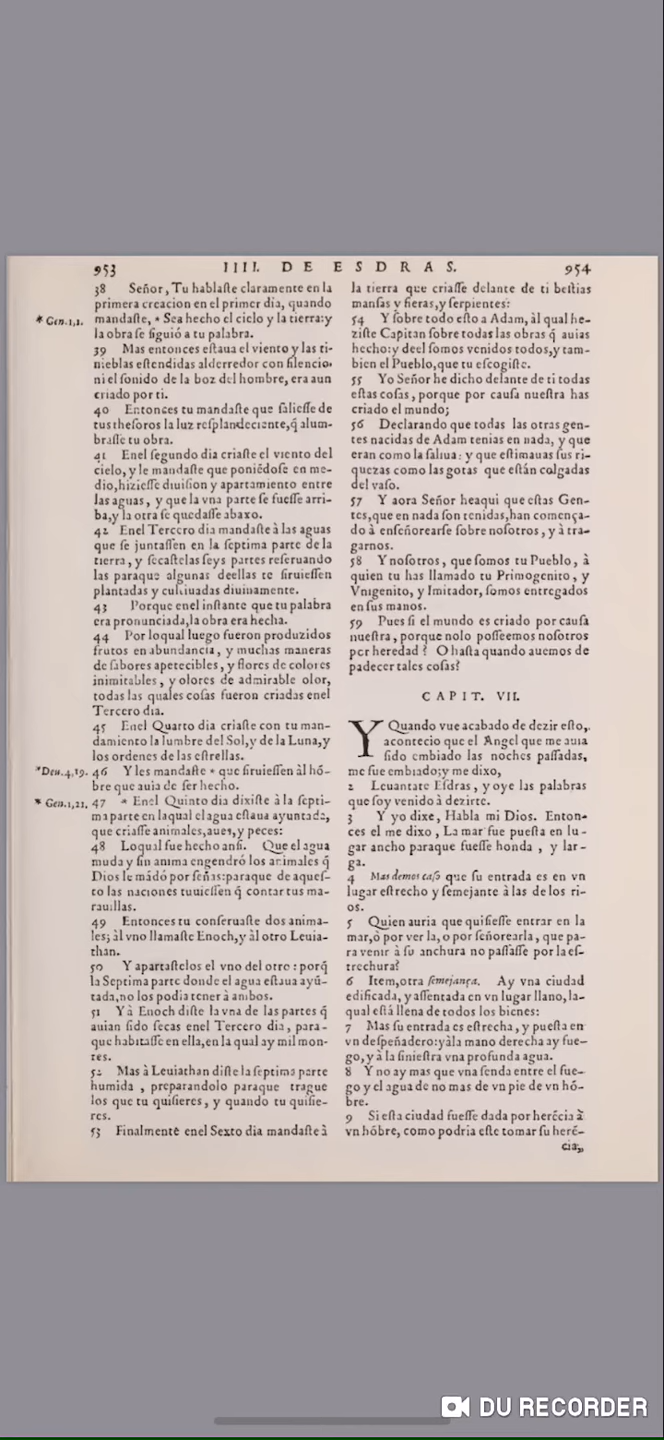 953
IIII. DE ESDRAS.
954
38 Señor, Tu hablaſte claramente en la
primera creacion en el primer dia, quando
* Gen.1,1.
mandaſte, * Sea hecho el cielo y la tierra:y
la obra ſe ſiguió a tu palabra.
39 Mas entonces eſtaua el viento y las ti-
nieblas eſtendidas alderredor con ſilencio.
ni el ſonido de la boz del hombre, era aun
criado por ti.
40 Entonces tu mandaſte que ſalieſſe de
tus theſoros la luz reſplandeciente,q̃ alum-
braſſe tu obra.
41 Enel ſegundo dia criaſte el viento del
cielo, y le mandaſte que poniédoſe en me-
dio,hizieſſe diuiſion y apartamiento entre
las aguas, y que la vna parte ſe fueſſe arri-
ba,y la otra ſe quedaſſe abaxo.
42 Enel Tercero dia mandaſte à las aguas
que ſe juntaſſen en la ſeptima parte de la
tierra, y ſecaſtelas ſeys partes reſeruando
las paraque algunas deellas te ſiruieſſen
plantadas y cultiuadas diuinamente.
43 Porque enel inſtante que tu palabra
era pronunciada,la obra era hecha.
44 Por loqual luego fueron produzidos
frutos en abundancia, y muchas maneras
de ſabores apetecibles, y flores de colores
inimitables, y olores de admirable olor,
todas las quales coſas fueron criadas enel
Tercero dia.
45 Enel Quarto dia criaſte con tu man-
damiento la lumbre del Sol,y de la Luna,y
los ordenes de las eſtrellas.
*Deu.4,19.
46 Y les mandaſte * que ſiruieſſen àl hó-
bre que auia de ſer hecho.
* Gen.1,21.
47 * Enel Quinto dia dixiſte à la ſepti-
ma parte en laqual el agua eſtaua ayuntada,
que criaſſe animales,aues,y peces:
48 Loqual fue hecho anſi. Que el agua
muda y ſin anima engendró los animales q̃
Dios le mádó por ſeñas:paraque de aqueſ-
to las naciones tuuieſſen q̃ contar tus ma-
rauillas.
49 Entonces tu conſeruaſte dos anima-
les; àl vno llamaſte Enoch,y àl otro Leuia-
than.
50 Y apartaſtelos el vno del otro : porq̃
la Septima parte donde el agua eſtaua ayú-
tada,no los podia tener à ambos.
51 Y à Enoch diſte la vna de las partes q̃
auian ſido ſecas enel Tercero dia, para-
que habitaſſe en ella,en la qual ay mil mon-
tes.
52 Mas à Leuiathan diſte la ſeptima parte
humida , preparandolo paraque trague
los que tu quiſieres, y quando tu quiſie-
res.
53 Finalmente enel Sexto dia mandaſte à
la tierra que criaſſe delante de ti beſtias
manſas y fieras,y ſerpientes:
54 Y ſobre todo eſto a Adam, àl qual he-
ziſte Capitan ſobre todas las obras q̃ auias
hecho:y deel ſomos venidos todos,y tam-
bien el Pueblo,que tu eſcogiſte.
55 Yo Señor he dicho delante de ti todas
eſtas coſas, porque por cauſa nueſtra has
criado el mundo;
56 Declarando que todas las otras gen-
tes nacidas de Adam tenias en nada, y que
eran como la ſaliua : y que eſtimauas ſus ri-
quezas como las gotas que eſtán colgadas
del vaſo.
57 Y aora Señor heaqui que eſtas Gen-
tes,que en nada ſon tenidas,han comença-
do à enſeñorearſe ſobre noſotros, y à tra-
garnos.
58 Y noſotros, que ſomos tu Pueblo, à
quien tu has llamado tu Primogenito, y
Vnigenito, y Imitador, ſomos entregados
en ſus manos.
59 Pues ſi el mundo es criado por cauſa
nueſtra, porque nolo poſſeemos noſotros
por heredad ? O haſta quando auemos de
padecer tales coſas?
CAPIT. VII.
Y Quando vue acabado de dezir eſto,
acontecio que el Angel que me auia
ſido embiado las noches paſſadas,
me fue embiado;y me dixo,
2 Leuantate Eſdras, y oye las palabras
que ſoy venido à dezirte.
3 Y yo dixe, Habla mi Dios. Enton-
ces el me dixo , La mar fue pueſta en lu-
gar ancho paraque fueſſe honda , y lar-
ga.
4 Mas demos caſo que ſu entrada es en vn
lugar eſtrecho y ſemejante à las de los ri-
os.
5 Quien auria que quiſieſſe entrar en la
mar,ò por ver la, o por ſeñorearla , que pa-
ra venir à ſu anchura no paſſaſſe por la eſ-
trechura?
6 Item,otra ſemejança. Ay vna ciudad
edificada, y aſſentada en vn lugar llano,la-
qual eſtá llena de todos los bienes:
7 Mas ſu entrada es eſtrecha, y pueſta en
vn deſpeñadero:yàla mano derecha ay fue-
go,y à la ſinieſtra vna profunda agua.
8 Y no ay mas que vna ſenda entre el fue-
go y el agua de no mas de vn pie de vn hó-
bre.
9 Si eſta ciudad fueſſe dada por herécia à
vn hóbre, como podria eſte tomar ſu heré-
cia,
DU RECORDER